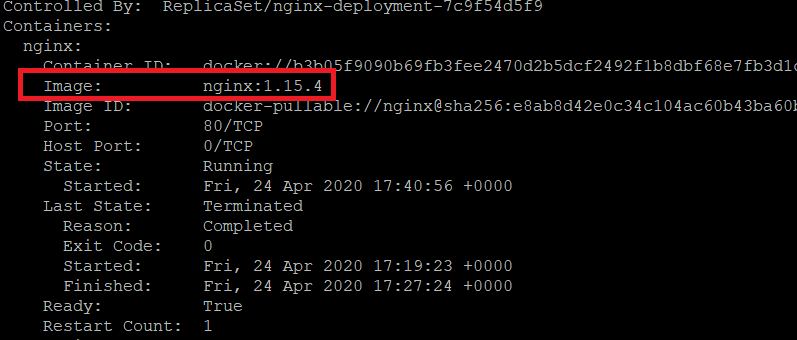 Controlled By:  ReplicaSet/nginx-deployment-7c9f54d5f9
Containers:
  nginx:
    Container ID:   docker://b3b05f9090b69fb3fee2470d2b5dcf2492f1b8dbf68e7fb3d1
    Image:          nginx:1.15.4
    Image ID:       docker-pullable://nginx@sha256:e8ab8d42e0c34c104ac60b43ba60b
    Port:           80/TCP
    Host Port:      0/TCP
    State:          Running
      Started:      Fri, 24 Apr 2020 17:40:56 +0000
    Last State:     Terminated
      Reason:       Completed
      Exit Code:    0
      Started:      Fri, 24 Apr 2020 17:19:23 +0000
      Finished:     Fri, 24 Apr 2020 17:27:24 +0000
    Ready:          True
    Restart Count:  1